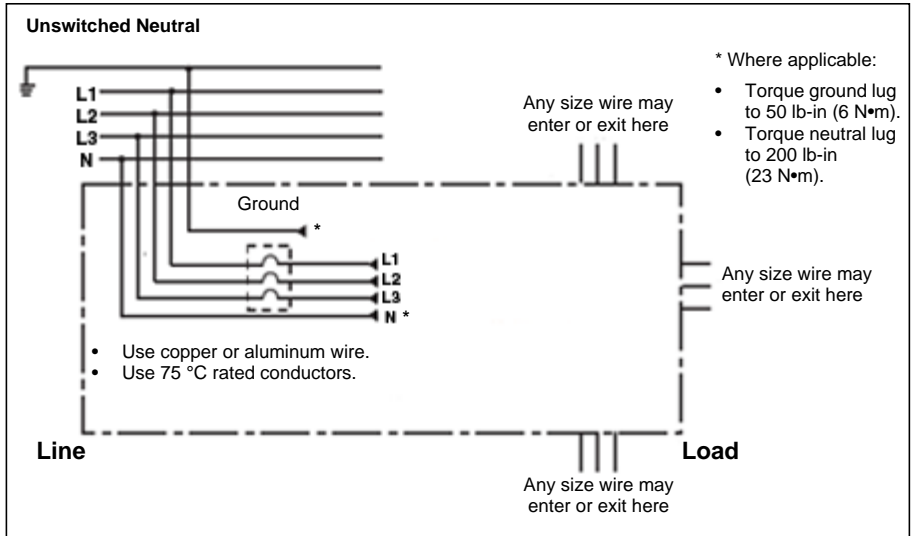 Unswitched Neutral
* Where applicable:
• Torque ground lug
to 50 lb-in (6 N•m).
• Torque neutral lug
to 200 lb-in
(23 N•m).
L1
L2
L3
N
Any size wire may
enter or exit here
Ground
*
L1
L2
L3
N *
Any size wire may
enter or exit here
• Use copper or aluminum wire.
• Use 75 °C rated conductors.
Line
Load
Any size wire may
enter or exit here